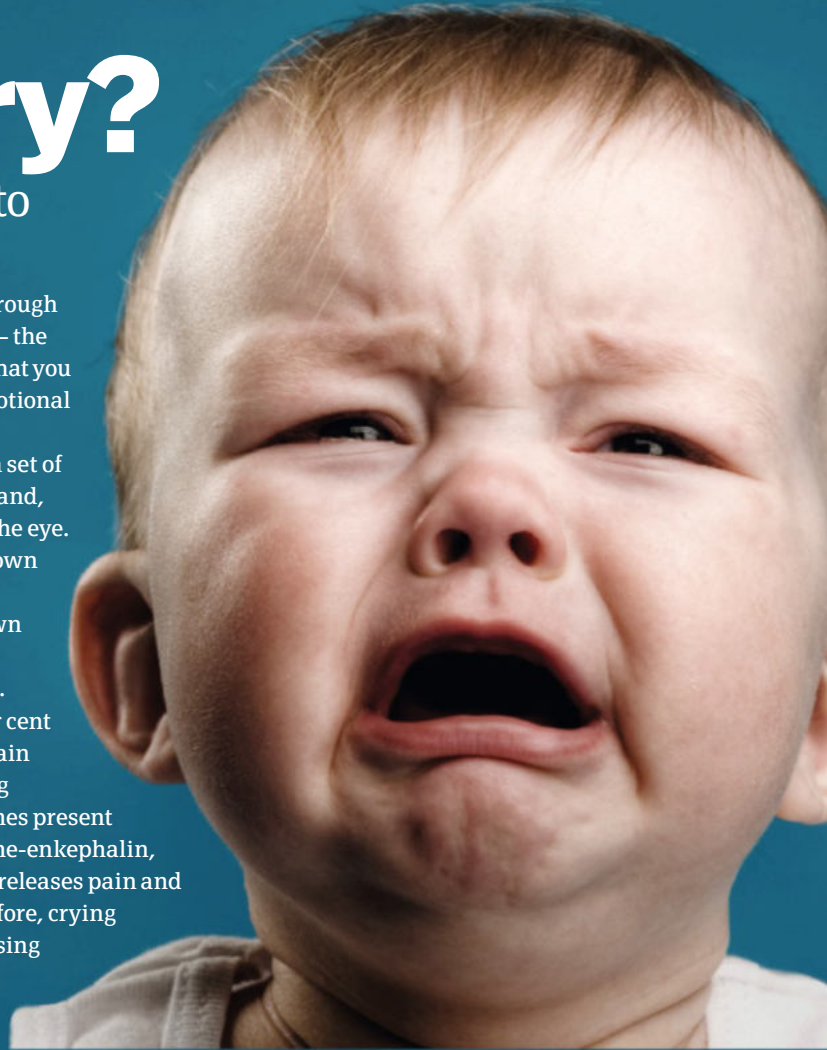 ry?
to
rough
– the
hat you
otional
set of
and,
he eye.
own
wn
.
cent
ain
g
nes present
ne-enkephalin,
releases pain and
fore, crying
sing